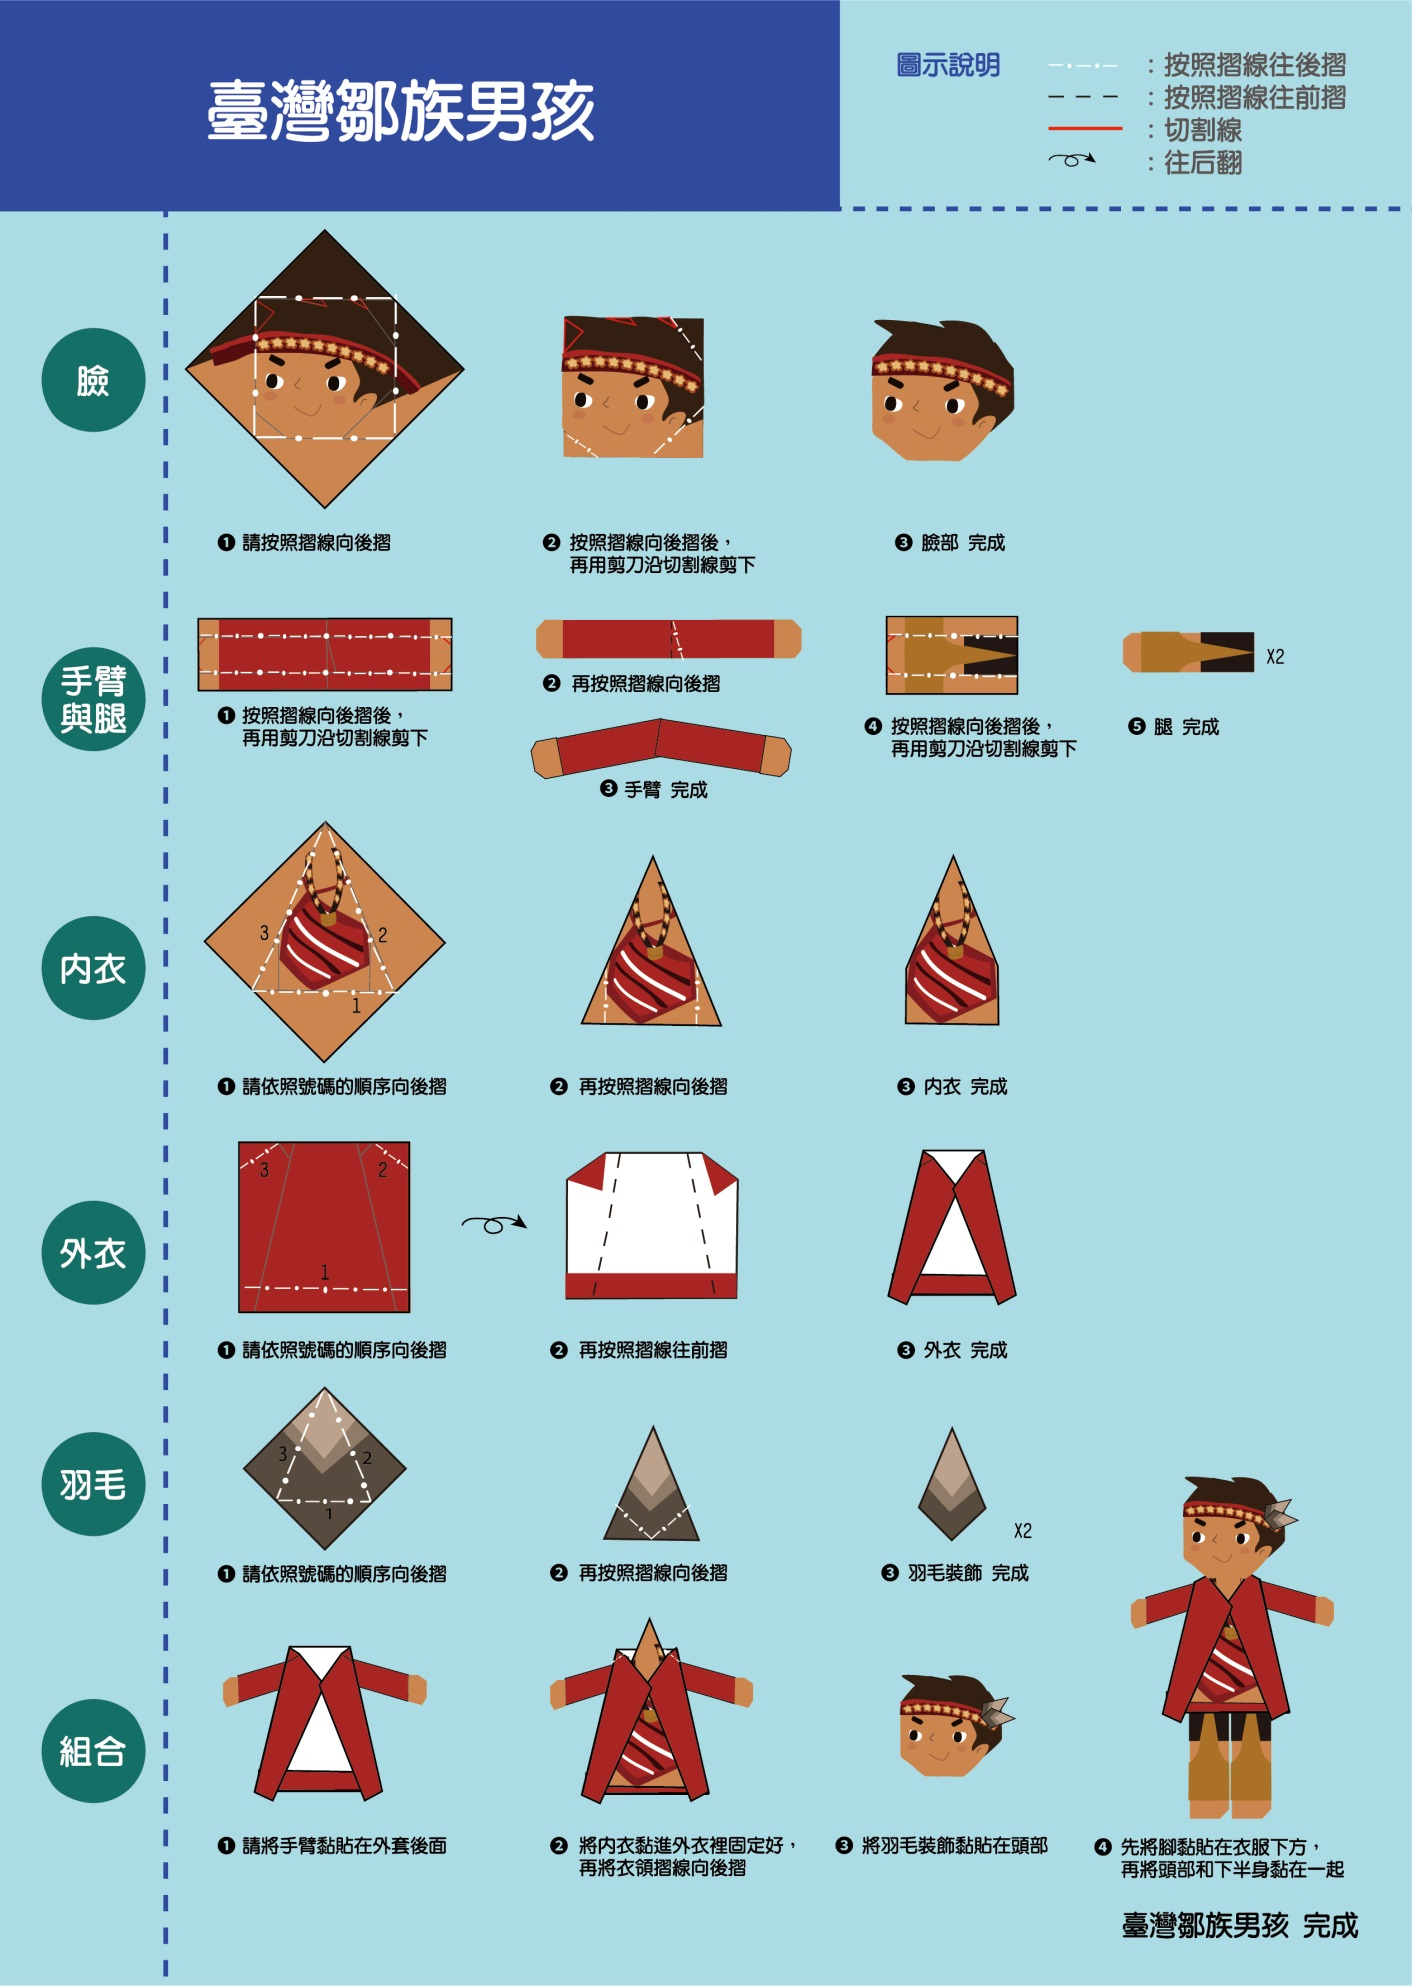 臺灣鄒族男孩
圖示說明
：按照摺線往後摺
：按照摺線往前摺
：切割線
：往后翻
臉
❶ 請按照摺線向後摺
❷ 按照摺線向後摺後，
再用剪刀沿切割線剪下
❸ 臉部 完成
手臂
與腿
❶ 按照摺線向後摺後，
再用剪刀沿切割線剪下
❷ 再按照摺線向後摺
❸ 手臂 完成
❹ 按照摺線向後摺後，
再用剪刀沿切割線剪下
X2
❺ 腿 完成
内衣
3
2
1
❶ 請依照號碼的順序向後摺
❷ 再按照摺線向後摺
❸ 内衣 完成
外衣
3
2
1
❶ 請依照號碼的順序向後摺
❷ 再按照摺線往前摺
❸ 外衣 完成
羽毛
3
2
1
❶ 請依照號碼的順序向後摺
❷ 再按照摺線向後摺
X2
❸ 羽毛裝飾 完成
組合
❶ 請將手臂黏貼在外套後面
❷ 將内衣黏進外衣裡固定好，
再將衣領摺線向後摺
❸ 將羽毛裝飾黏貼在頭部
❹ 先將腳黏貼在衣服下方，
再將頭部和下半身黏在一起
臺灣鄒族男孩 完成